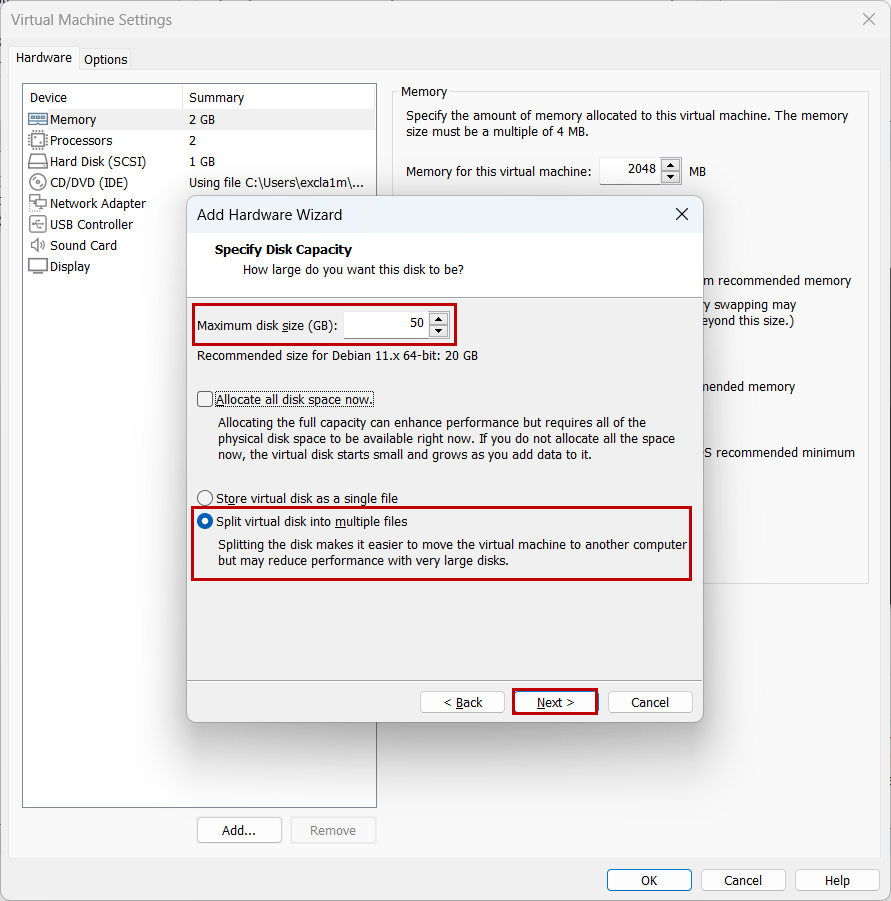 Virtual Machine Settings
Hardware
Options
Device
Summary
Memory
2 GB
Processors
2
Hard Disk (SCSI)
1 GB
CD/DVD (IDE)
Using file C:\Users\excla1m\...
Network Adapter
USB Controller
Sound Card
Display
Add...
Remove
Memory
Specify the amount of memory allocated to this virtual machine. The memory
size must be a multiple of 4 MB.
Memory for this virtual machine:
2048
MB
m recommended memory
ry swapping may
eyond this size.)
mended memory
S recommended minimum
Add Hardware Wizard
Specify Disk Capacity
How large do you want this disk to be?
Maximum disk size (GB):
50
Recommended size for Debian 11.x 64-bit: 20 GB
Allocate all disk space now.
Allocating the full capacity can enhance performance but requires all of the
physical disk space to be available right now. If you do not allocate all the space
now, the virtual disk starts small and grows as you add data to it.
Store virtual disk as a single file
Split virtual disk into multiple files
Splitting the disk makes it easier to move the virtual machine to another computer
but may reduce performance with very large disks.
< Back
Next >
Cancel
OK
Cancel
Help